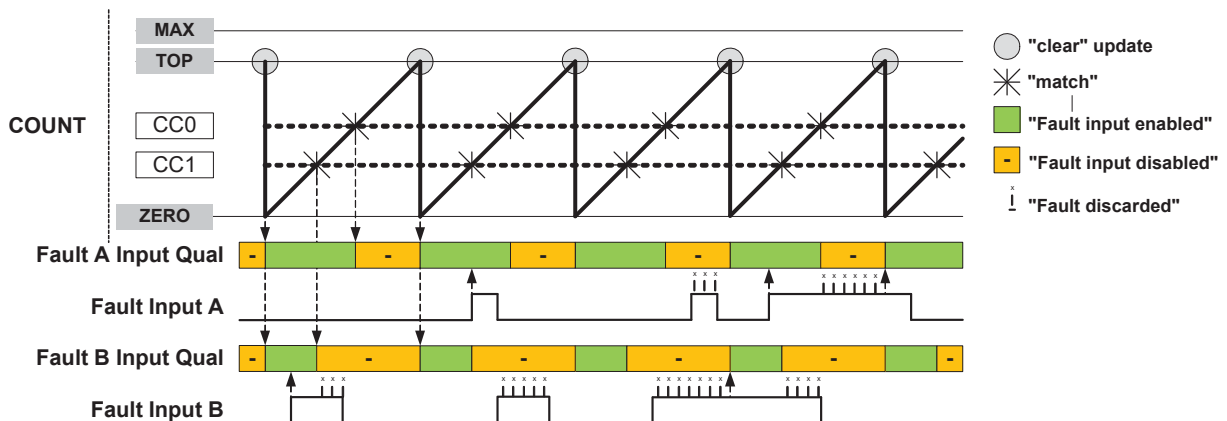 MAX
"clear" update
TOP
"match"
COUNT
CC0
"Fault input enabled"
CC1
- "Fault input disabled"
x
"Fault discarded"
ZERO
Fault A Input Qual - - - - -
x x x x x x x x x
Fault Input A
Fault B Input Qual - - - - - -
x x x x x x x x x x x x x x x x x x x
Fault Input B